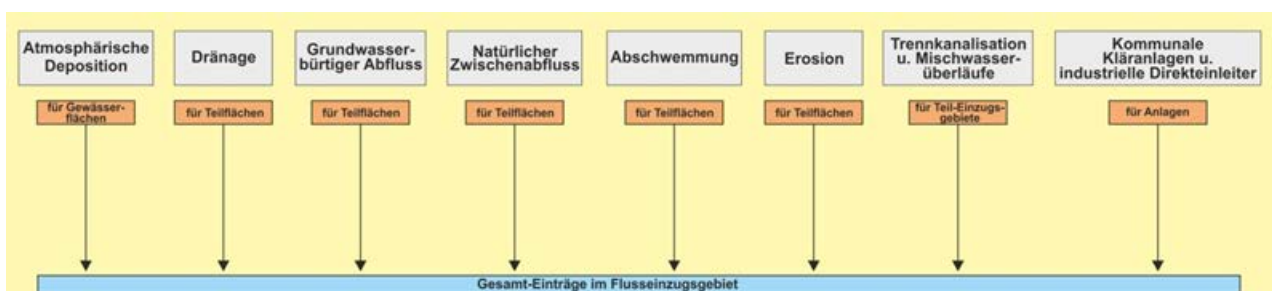 Atmosphärische
Deposition
Dränage
Grundwasser-
bürtiger Abfluss
Natürlicher
Zwischenabfluss
Abschwemmung
Erosion
Trennkanalisation
u. Mischwasser-
überläufe
Kommunale
Kläranlagen u.
industrielle Direkteinleiter
für Gewässer-
flächen
für Teilflächen
für Teilflächen
für Teilflächen
für Teilflächen
für Teilflächen
für Teil-Einzugs-
gebiete
für Anlagen
Gesamt-Einträge im Flusseinzugsgebiet